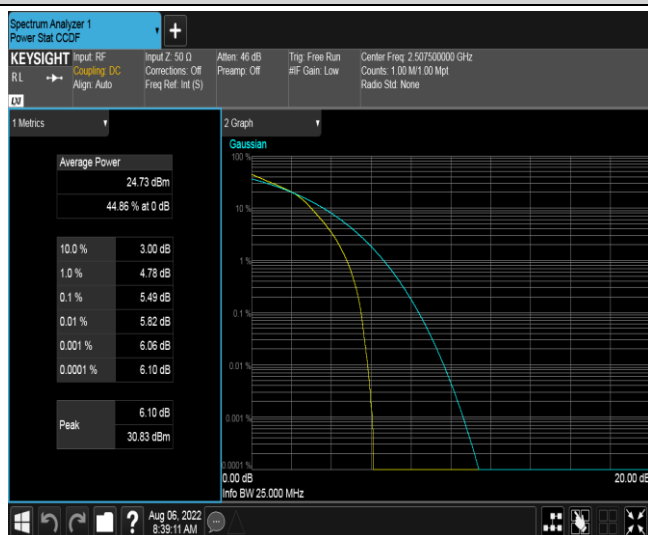 Spectrum Analyzer 1
Power Stat CCDF
+
KEYSIGHT
RL
LXI
Input: RF
Coupling: DC
Align: Auto
Input Z: 50 Ω
Corrections: Off
Freq Ref: Int (S)
Atten: 46 dB
Preamp: Off
Trig: Free Run
#IF Gain: Low
Center Freq: 2.507500000 GHz
Counts: 1.00 M/1.00 Mpt
Radio Std: None
1 Metrics
Average Power
24.73 dBm
44.86 % at 0 dB
10.0 % 3.00 dB
1.0 % 4.78 dB
0.1 % 5.49 dB
0.01 % 5.82 dB
0.001 % 6.06 dB
0.0001 % 6.10 dB
Peak
6.10 dB
30.83 dBm
2 Graph
Gaussian
100 %
10 %
1 %
0.1 %
0.01 %
0.001 %
0.0001 %
0.00 dB
20.00 dB
Info BW 25.000 MHz
?
Aug 06, 2022
8:39:11 AM